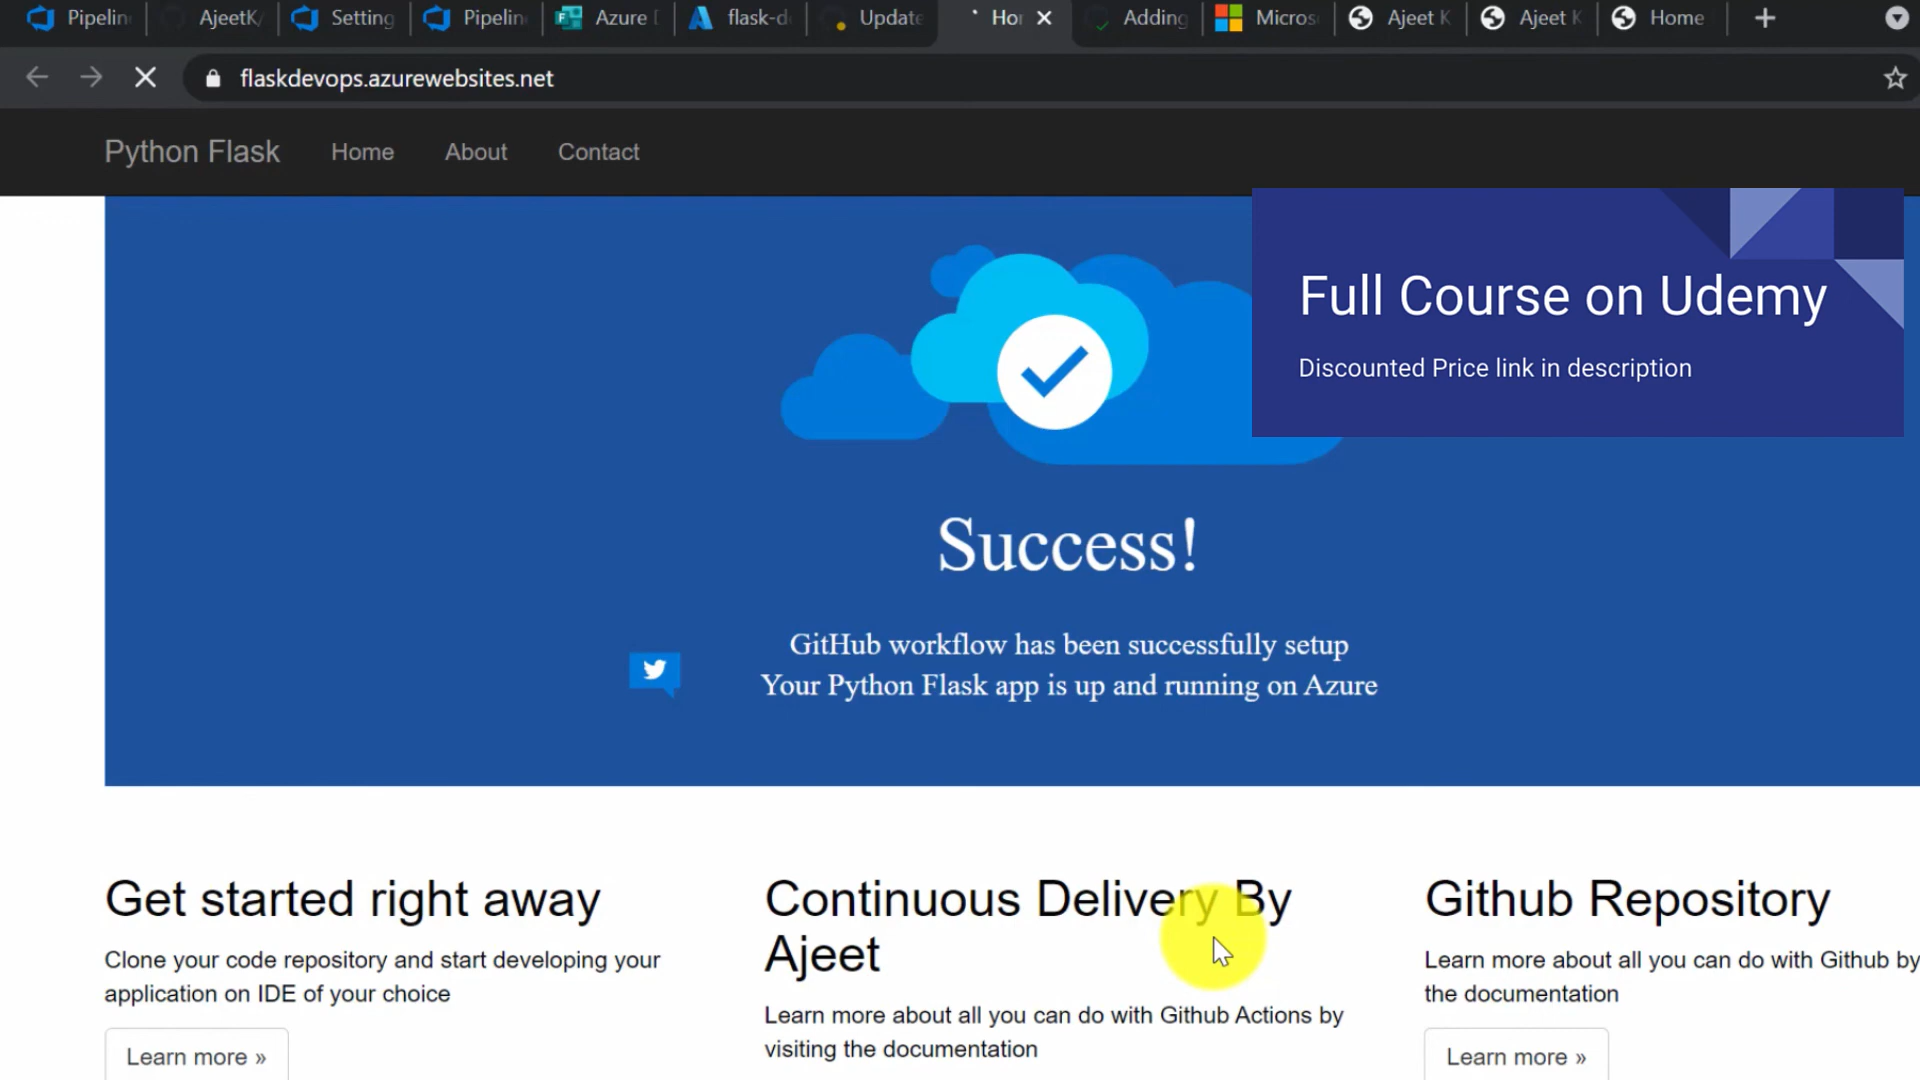 Pipelin
AjeetK/
Setting
Pipelin
Azure
flask-d
Update
Ho
Adding
Micros
Ajeet K
Ajeet K
Home
flaskdevops.azurewebsites.net
Python Flask Home About Contact
Full Course on Udemy
Discounted Price link in description
Success!
GitHub workflow has been successfully setup
Your Python Flask app is up and running on Azure
Get started right away
Clone your code repository and start developing your
application on IDE of your choice
Learn more »
Continuous Delivery By
Ajeet
Learn more about all you can do with Github Actions by
visiting the documentation
Github Repository
Learn more about all you can do with Github by
the documentation
Learn more »